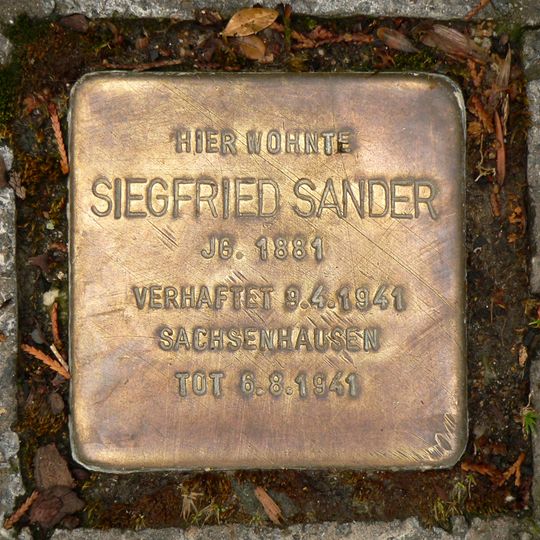 HIER WOHNTE
SIEGFRIED SANDER
JG. 1881
VERHAFTET 9.4.1941
SACHSENHAUSEN
TOT 6.8.1941